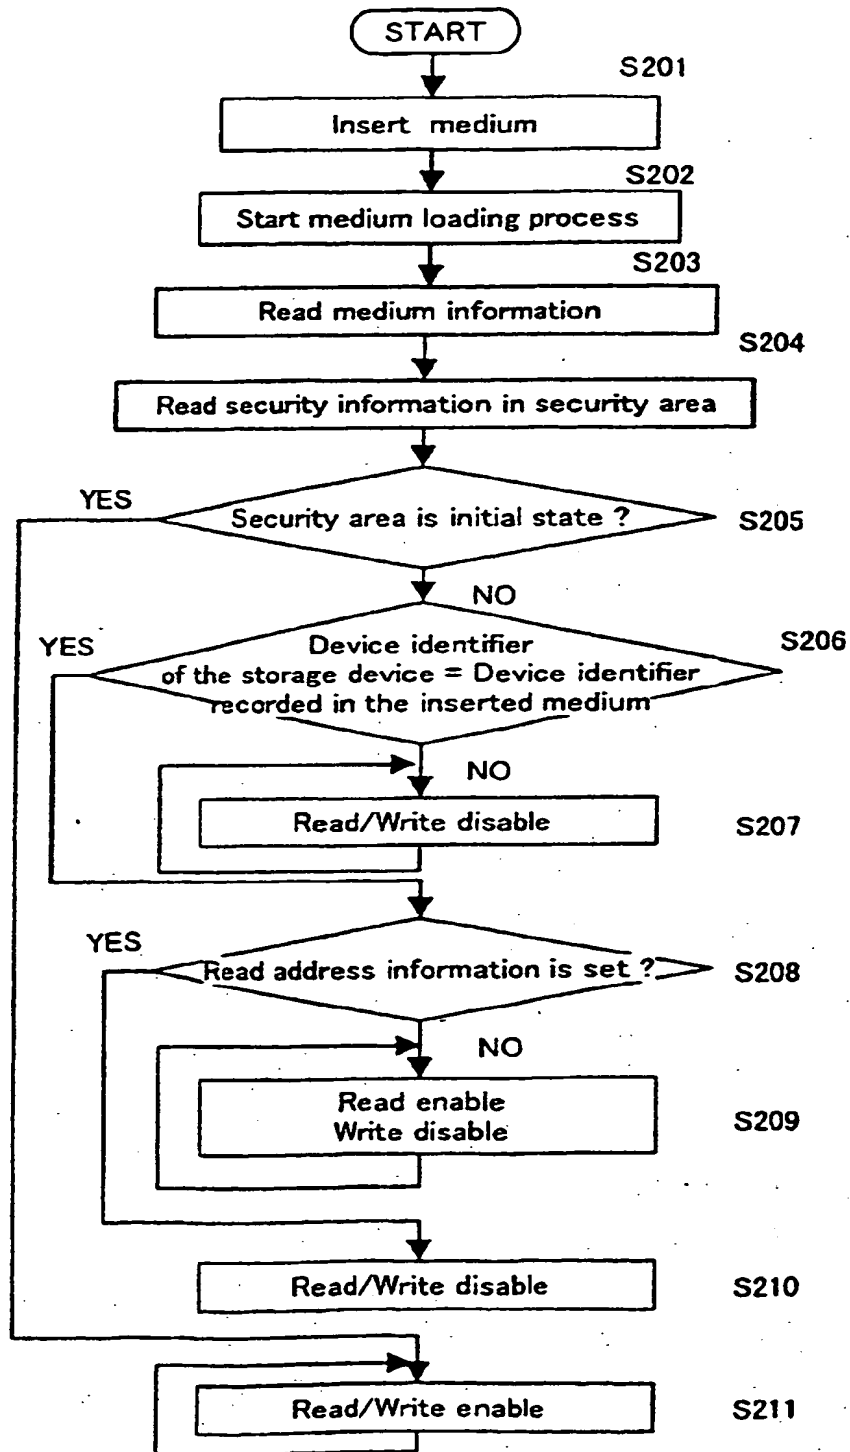 START
S201
Insert medium
S202
Start medium loading process
S203
Read medium information
S204
Read security information in security area
YES
Security area is initial state ?
S205
NO
YES
Device identifier
of the storage device = Device identifier
recorded in the inserted medium
S206
NO
Read/Write disable
S207
YES
Read address information is set ?
S208
NO
Read enable
Write disable
S209
Read/Write disable
S210
Read/Write enable
S211